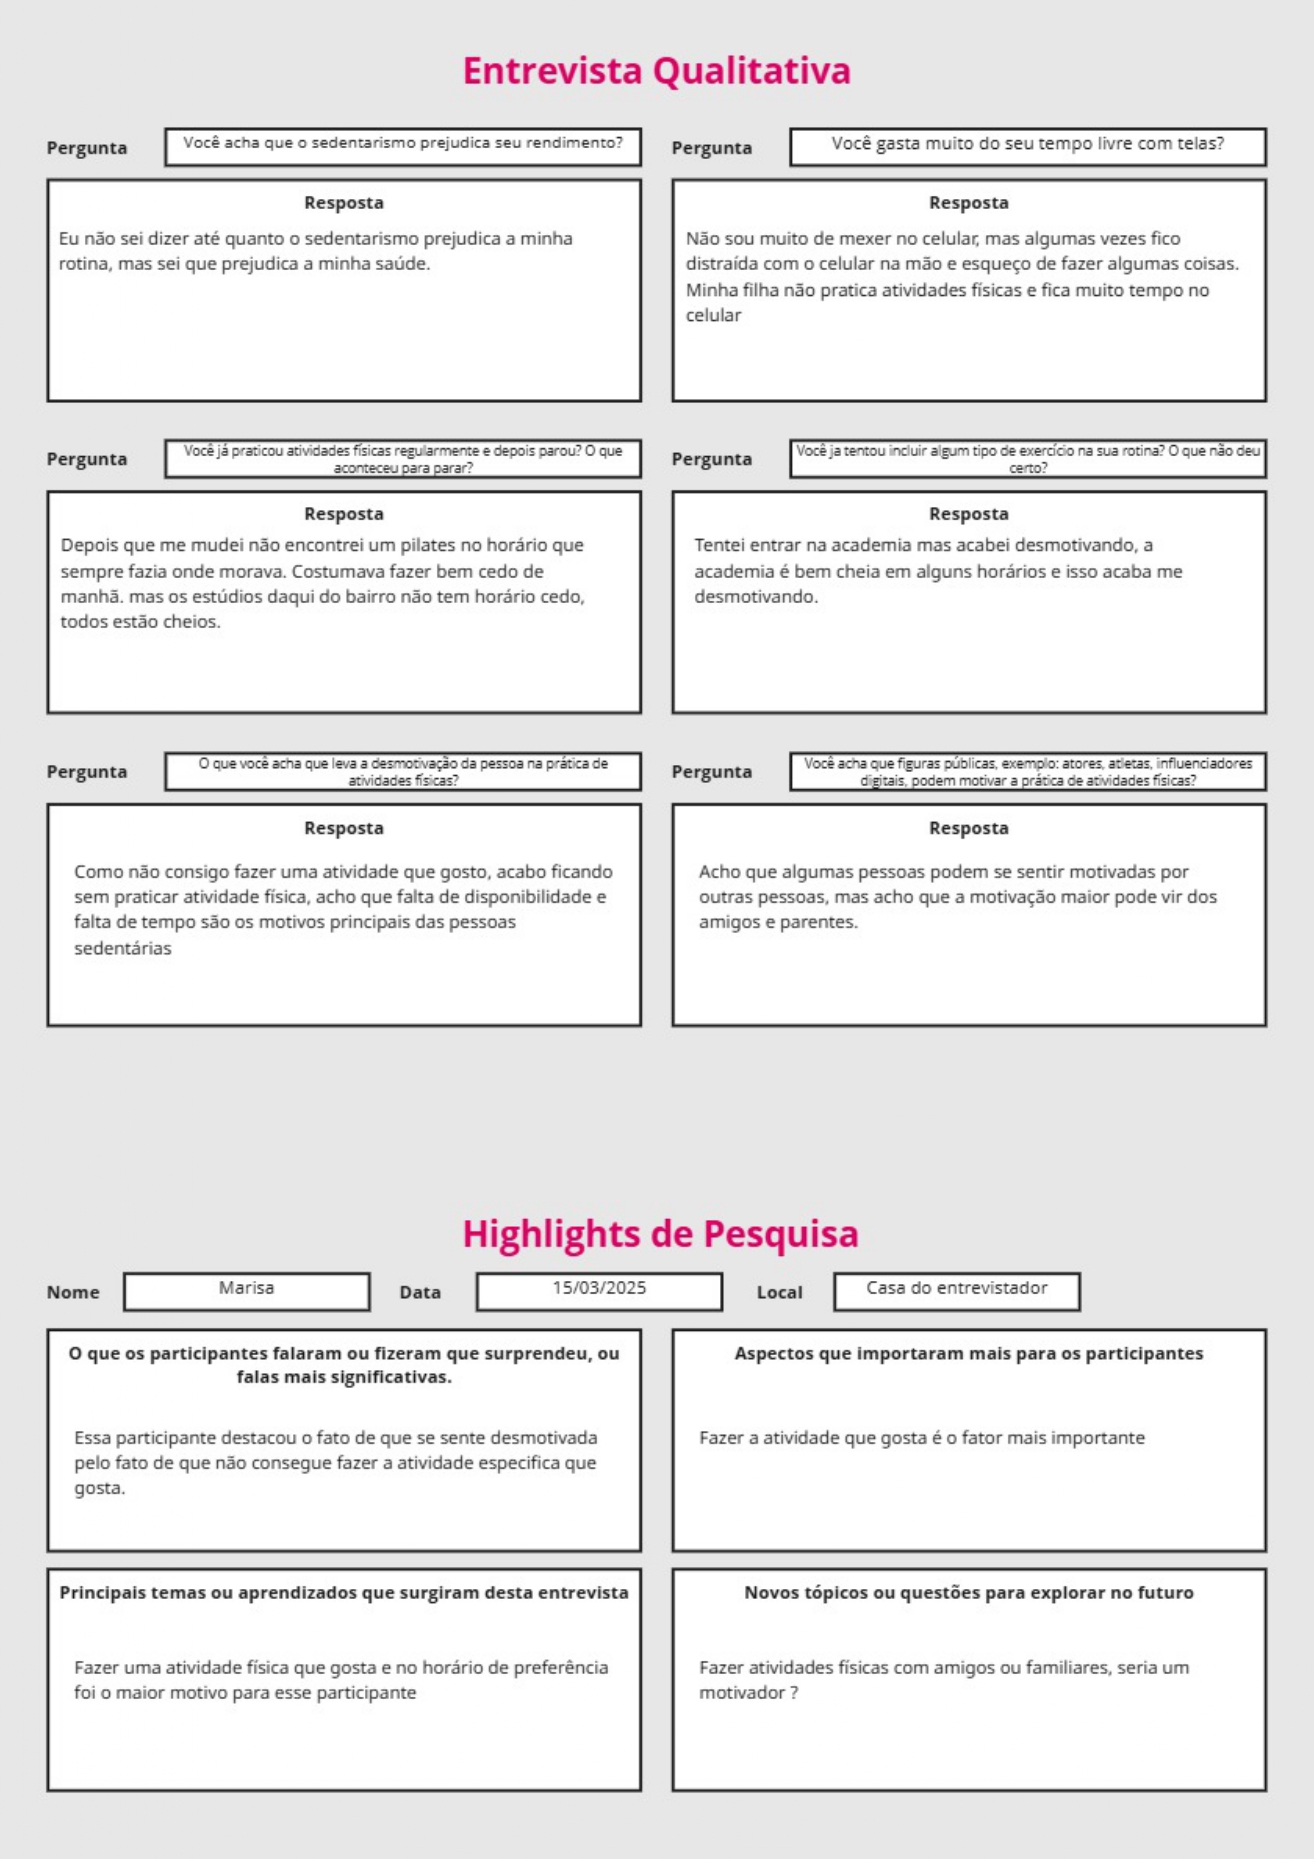 Entrevista Qualitativa
Pergunta
Você acha que o sedentarismo prejudica seu rendimento?
Resposta
Eu não sei dizer até quanto o sedentarismo prejudica a minha
rotina, mas sei que prejudica a minha saúde.
Pergunta
Você gasta muito do seu tempo livre com telas?
Resposta
Não sou muito de mexer no celular, mas algumas vezes fico
distraída com o celular na mão e esqueço de fazer algumas coisas.
Minha filha não pratica atividades físicas e fica muito tempo no
celular
Pergunta
Você já praticou atividades físicas regularmente e depois parou? O que
aconteceu para parar?
Resposta
Depois que me mudei não encontrei um pilates no horário que
sempre fazia onde morava. Costumava fazer bem cedo de
manhã. mas os estúdios daqui do bairro não tem horário cedo,
todos estão cheios.
Pergunta
Você ja tentou incluir algum tipo de exercício na sua rotina? O que não deu
certo?
Resposta
Tentei entrar na academia mas acabei desmotivando, a
academia é bem cheia em alguns horários e isso acaba me
desmotivando.
Pergunta
O que você acha que leva a desmotivação da pessoa na prática de
atividades físicas?
Resposta
Como não consigo fazer uma atividade que gosto, acabo ficando
sem praticar atividade física, acho que falta de disponibilidade e
falta de tempo são os motivos principais das pessoas
sedentárias
Pergunta
Você acha que figuras públicas, exemplo: atores, atletas, influenciadores
digitais, podem motivar a prática de atividades físicas?
Resposta
Acho que algumas pessoas podem se sentir motivadas por
outras pessoas, mas acho que a motivação maior pode vir dos
amigos e parentes.
Highlights de Pesquisa
Nome
Marisa
Data
15/03/2025
Local
Casa do entrevistador
O que os participantes falaram ou fizeram que surprendeu, ou
falas mais significativas.
Essa participante destacou o fato de que se sente desmotivada
pelo fato de que não consegue fazer a atividade especifica que
gosta.
Aspectos que importaram mais para os participantes
Fazer a atividade que gosta é o fator mais importante
Principais temas ou aprendizados que surgiram desta entrevista
Fazer uma atividade física que gosta e no horário de preferência
foi o maior motivo para esse participante
Novos tópicos ou questões para explorar no futuro
Fazer atividades físicas com amigos ou familiares, seria um
motivador ?